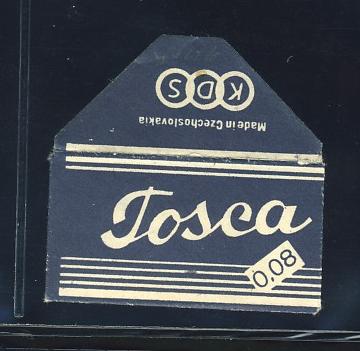 KDS
Made in Czechoslovakia
Tosca
0,08